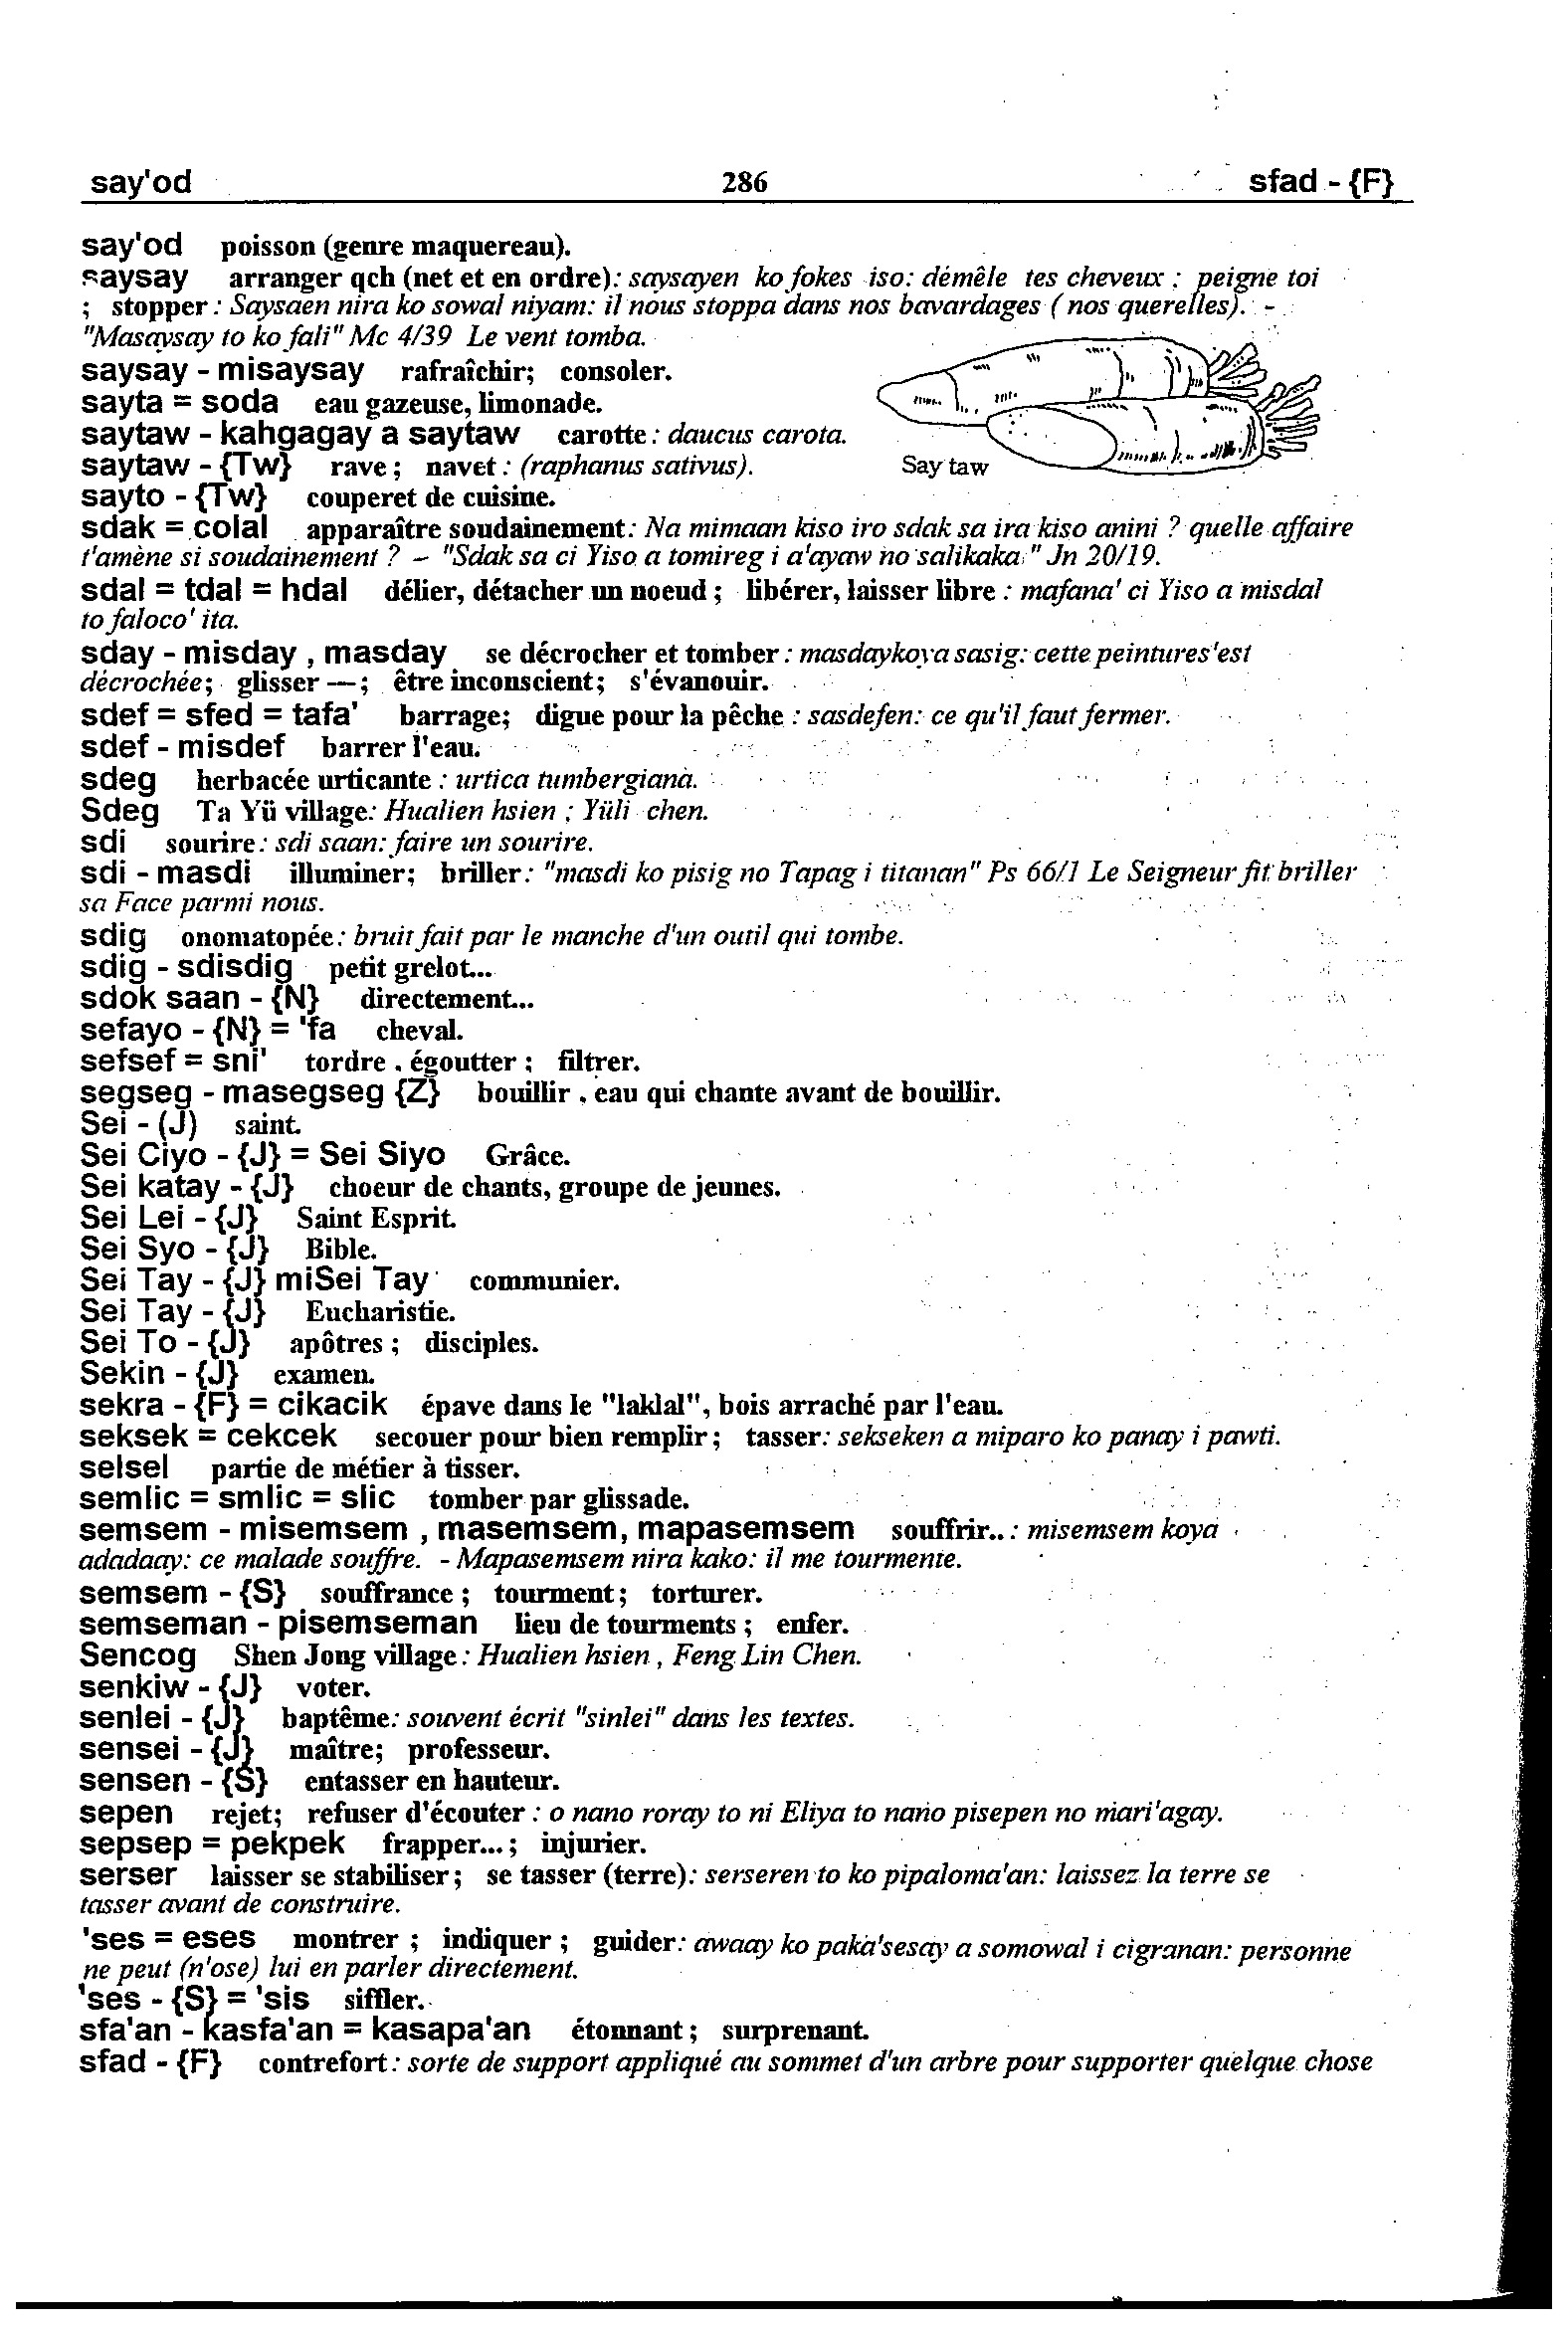 say'od 286 sfad - {F}
say'od poisson (genre maquereau).
saysay arranger qch (net et en ordre): saysayen ko fokes iso: démêle tes cheveux ; peigne toi
; stopper : Saysaen nira ko sowal niyam: il nous stoppa dans nos bavardages ( nos querelles). -
"Masaysay to ko fali" Mc 4/39 Le vent tomba.
saysay - misaysay rafraîchir; consoler.
sayta = soda eau gazeuse, limonade.
saytaw - kahgagay a saytaw carotte : daucus carota.
saytaw - {Tw} rave ; navet : (raphanus sativus).
Say taw
sayto - {Tw} couperet de cuisine.
sdak = colal apparaître soudainement: Na mimaan kiso iro sdak sa ira kiso anini ? quelle affaire
t'amène si soudainement ? - "Sdak sa ci Yiso a tomireg i a'ayaw no salikaka" Jn 20/19.
sdal = tdal = hdal délier, détacher un noeud ; libérer, laisser libre : mafana' ci Yiso a misdal
to faloco' ita.
sday - misday , masday se décrocher et tomber : masdaykoya sasig: cette peintures'est
décrochée; glisser —; être inconscient; s'évanouir.
sdef = sfed = tafa' barrage; digue pour la pêche : sasdefen: ce qu'il faut fermer.
sdef - misdef barrer l'eau.
sdeg herbacée urticante : urtica tumbergiana.
Sdeg Ta Yü village: Hualien hsien ; Yüli chen.
sdi sourire: sdi saan: faire un sourire.
sdi - masdi illuminer; briller: "masdi ko pisig no Tapag i titanan" Ps 66/1 Le Seigneur fit briller
sa Face parmi nous.
sdig onomatopée: bruit fait par le manche d'un outil qui tombe.
sdig - sdisdig petit grelot...
sdok saan - {N} directement...
sefayo - {N} = 'fa cheval.
sefsef = sni' tordre . égoutter ; filtrer.
segseg - masegseg {Z} bouillir , eau qui chante avant de bouillir.
Sei - (J) saint.
Sei Ciyo - {J} = Sei Siyo Grâce.
Sei katay - {J} choeur de chants, groupe de jeunes.
Sei Lei - {J} Saint Esprit.
Sei Syo - {J} Bible.
Sei Tay - {J} miSei Tay communier.
Sei Tay - {J} Eucharistie.
Sei To - {J} apôtres ; disciples.
Sekin - {J} examen.
sekra - {F} = cikacik épave dans le "laklal", bois arraché par l'eau.
seksek = cekcek secouer pour bien remplir ; tasser: sekseken a miparo ko panay i pawti.
selsel partie de métier à tisser.
semlic = smlic = slic tomber par glissade.
semsem - misemsem , masemsem, mapasemsem souffrir.. : misemsem koya
adadaay: ce malade souffre. - Mapasemsem nira kako: il me tourmente.
semsem - {S} souffrance ; tourment ; torturer.
semseman - pisemseman lieu de tourments ; enfer.
Sencog Shen Jong village : Hualien hsien , Feng Lin Chen.
senkiw - {J} voter.
senlei - {J} baptême: souvent écrit "sinlei" dans les textes.
sensei - {J} maître; professeur.
sensen - {S} entasser en hauteur.
sepen rejet; refuser d'écouter : o nano roray to ni Eliya to nano pisepen no mari'agay.
sepsep = pekpek frapper... ; injurier.
serser laisser se stabiliser ; se tasser (terre): serseren to ko pipaloma'an: laissez la terre se
tasser avant de construire.
'ses = eses montrer ; indiquer ; guider: awaay ko paka'sesay a somowal i cigranan: personne
ne peut (n'ose) lui en parler directement.
'ses - {S} = 'sis siffler.
sfa'an - kasfa'an = kasapa'an étonnant ; surprenant.
sfad - {F} contrefort : sorte de support appliqué au sommet d'un arbre pour supporter quelque chose